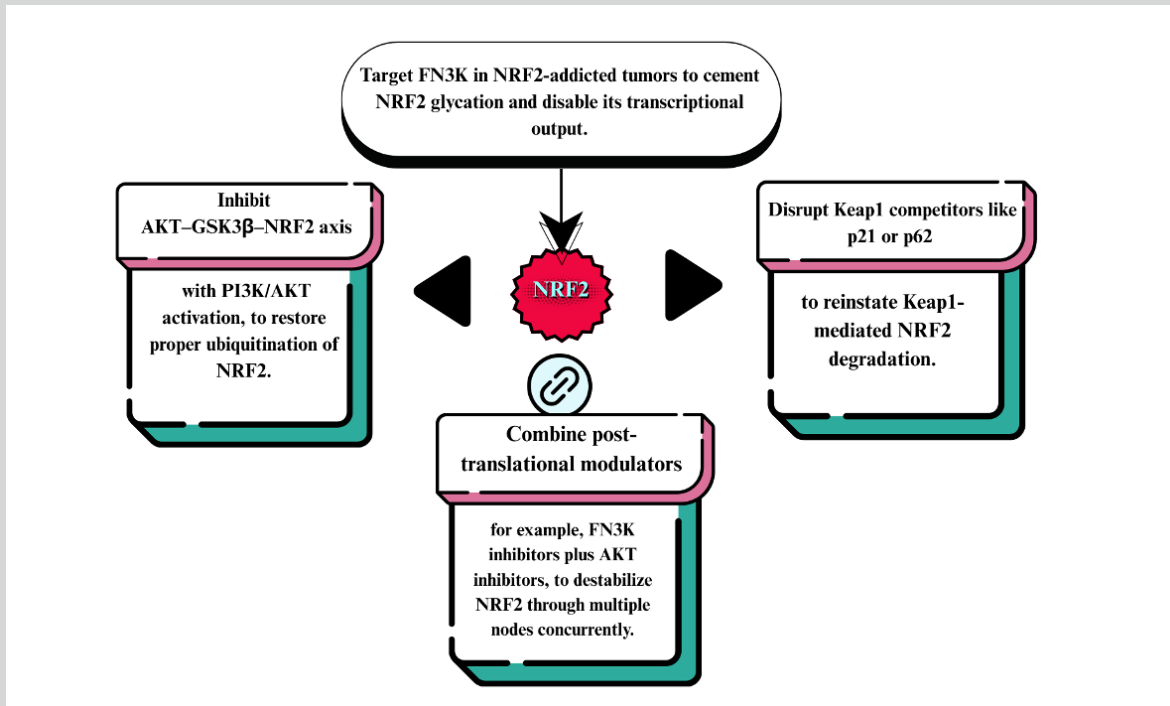 Target FN3K in NRF2-addicted tumors to cement
NRF2 glycation and disable its transcriptional
output.
Inhibit
AKT–GSK3β–NRF2 axis
with PI3K/AKT
activation, to restore
proper ubiquitination of
NRF2.
NRF2
Disrupt Keap1 competitors like
p21 or p62
to reinstate Keap1-
mediated NRF2
degradation.
Combine post-
translational modulators
for example, FN3K
inhibitors plus AKT
inhibitors, to destabilize
NRF2 through multiple
nodes concurrently.